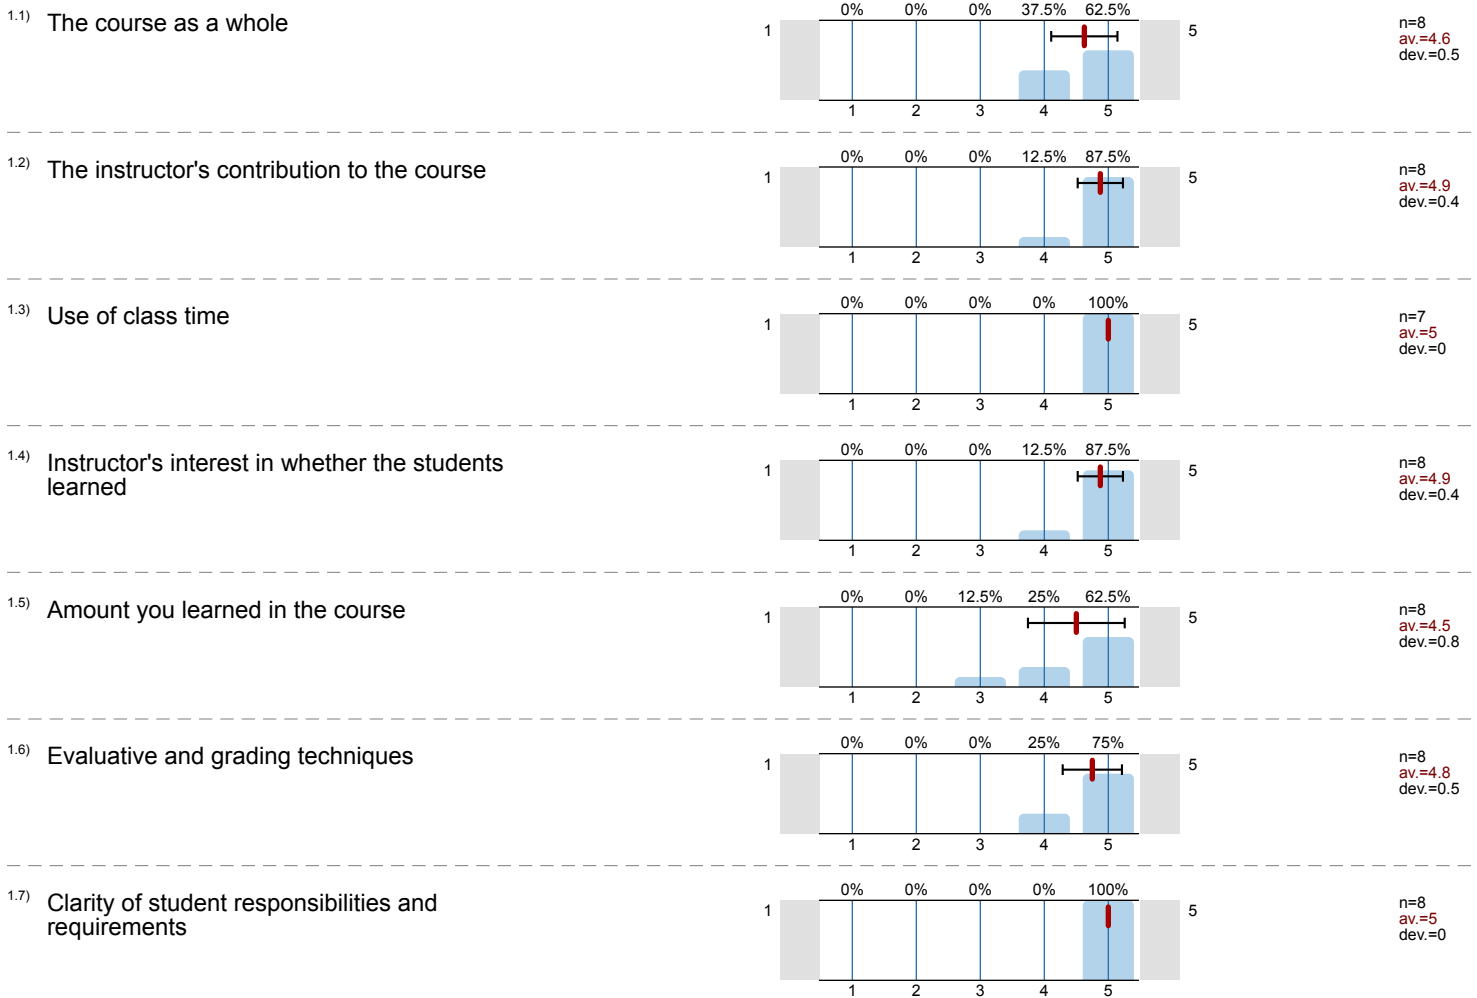 1.1) The course as a whole
0% 0% 0% 37.5% 62.5%
1 5
1 2 3 4 5
n=8
av.=4.6
dev.=0.5
1.2) The instructor's contribution to the course
0% 0% 0% 12.5% 87.5%
1 5
1 2 3 4 5
n=8
av.=4.9
dev.=0.4
1.3) Use of class time
0% 0% 0% 0% 100%
1 5
1 2 3 4 5
n=7
av.=5
dev.=0
1.4) Instructor's interest in whether the students
learned
0% 0% 0% 12.5% 87.5%
1 5
1 2 3 4 5
n=8
av.=4.9
dev.=0.4
1.5) Amount you learned in the course
0% 0% 12.5% 25% 62.5%
1 5
1 2 3 4 5
n=8
av.=4.5
dev.=0.8
1.6) Evaluative and grading techniques
0% 0% 0% 25% 75%
1 5
1 2 3 4 5
n=8
av.=4.8
dev.=0.5
1.7) Clarity of student responsibilities and
requirements
0% 0% 0% 0% 100%
1 5
1 2 3 4 5
n=8
av.=5
dev.=0